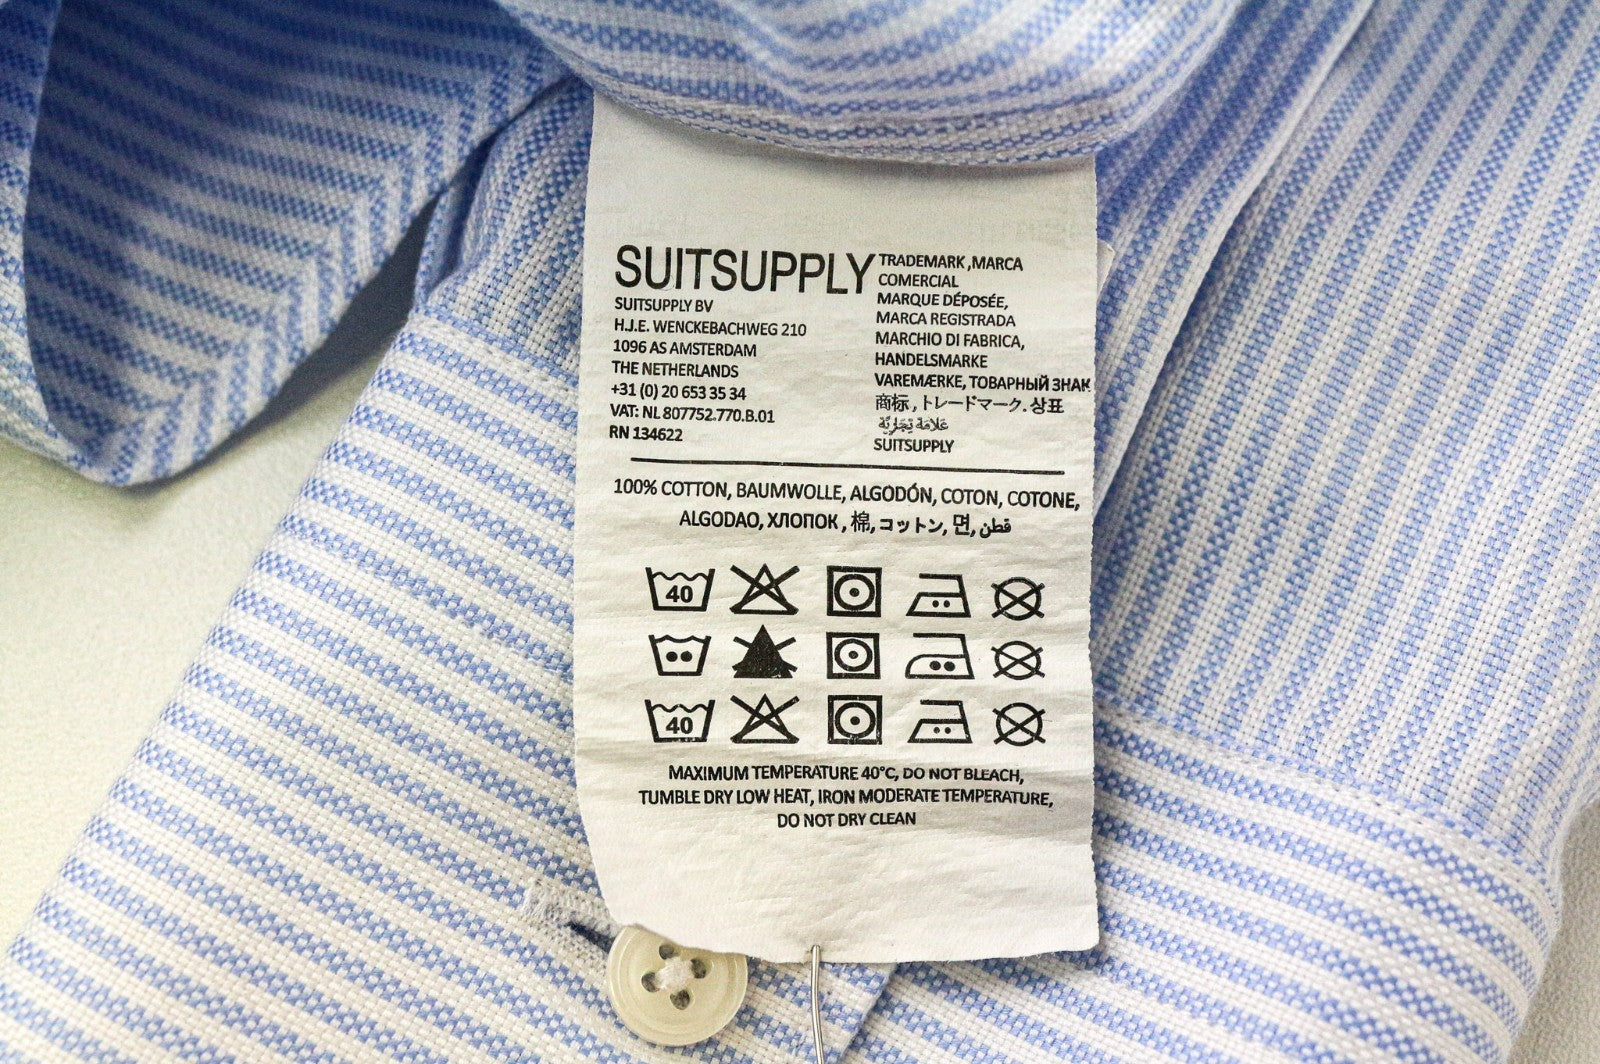 SUITSUPPLY
SUITSUPPLY BV
H.J.E. WENCKEBACHWEG 210
1096 AS AMSTERDAM
THE NETHERLANDS
+31 (0) 20 653 35 34
VAT: NL 807752.770.B.01
RN 134622
TRADEMARK ,MARCA
COMERCIAL
MARQUE DÉPOSÉE,
MARCA REGISTRADA
MARCHIO DI FABRICA,
HANDELSMARKE
VAREMÆRKE, ТОВАРНЫЙ ЗНАК
商标 , トレードマーク. 상표
عَلامَة تِجَارِيَّة
SUITSUPPLY
100% COTTON, BAUMWOLLE, ALGODÓN, COTON, COTONE,
ALGODAO, ХЛОПОК , 棉, コットン, 면, قطن
40
40
MAXIMUM TEMPERATURE 40°C, DO NOT BLEACH,
TUMBLE DRY LOW HEAT, IRON MODERATE TEMPERATURE,
DO NOT DRY CLEAN